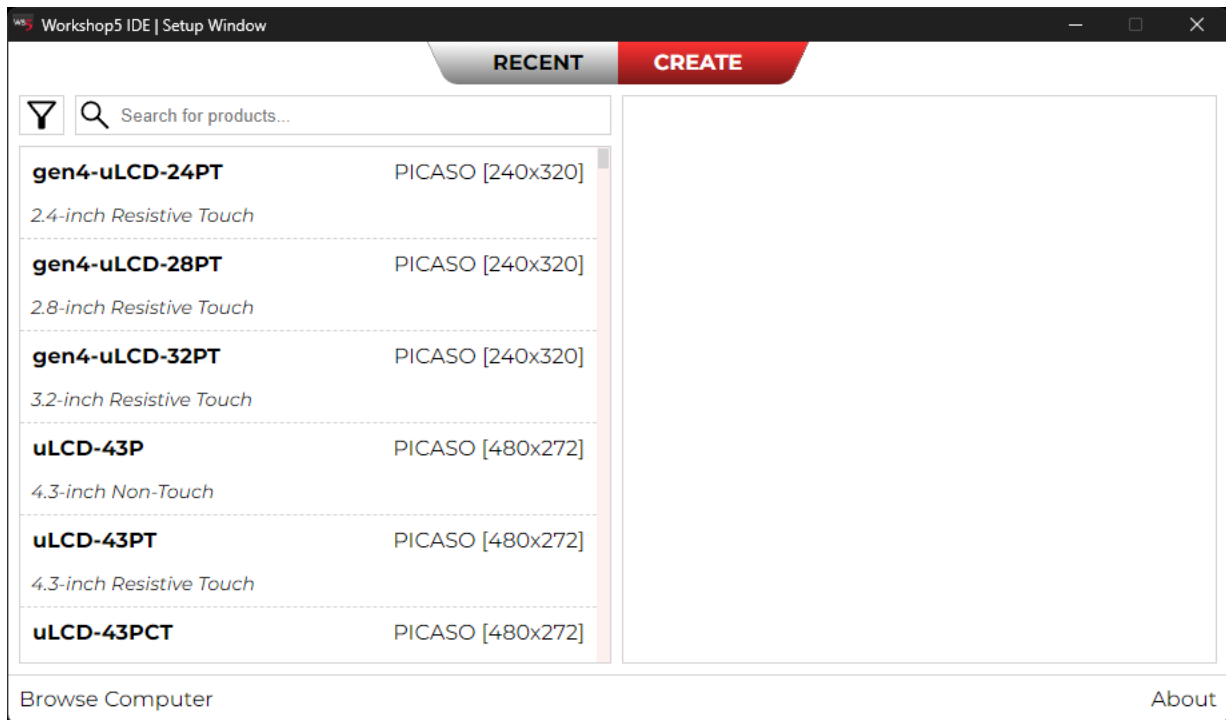 WS5 Workshop5 IDE | Setup Window
RECENT CREATE
Search for products...
gen4-uLCD-24PT PICASO [240x320]
2.4-inch Resistive Touch
gen4-uLCD-28PT PICASO [240x320]
2.8-inch Resistive Touch
gen4-uLCD-32PT PICASO [240x320]
3.2-inch Resistive Touch
uLCD-43P PICASO [480x272]
4.3-inch Non-Touch
uLCD-43PT PICASO [480x272]
4.3-inch Resistive Touch
uLCD-43PCT PICASO [480x272]
Browse Computer About